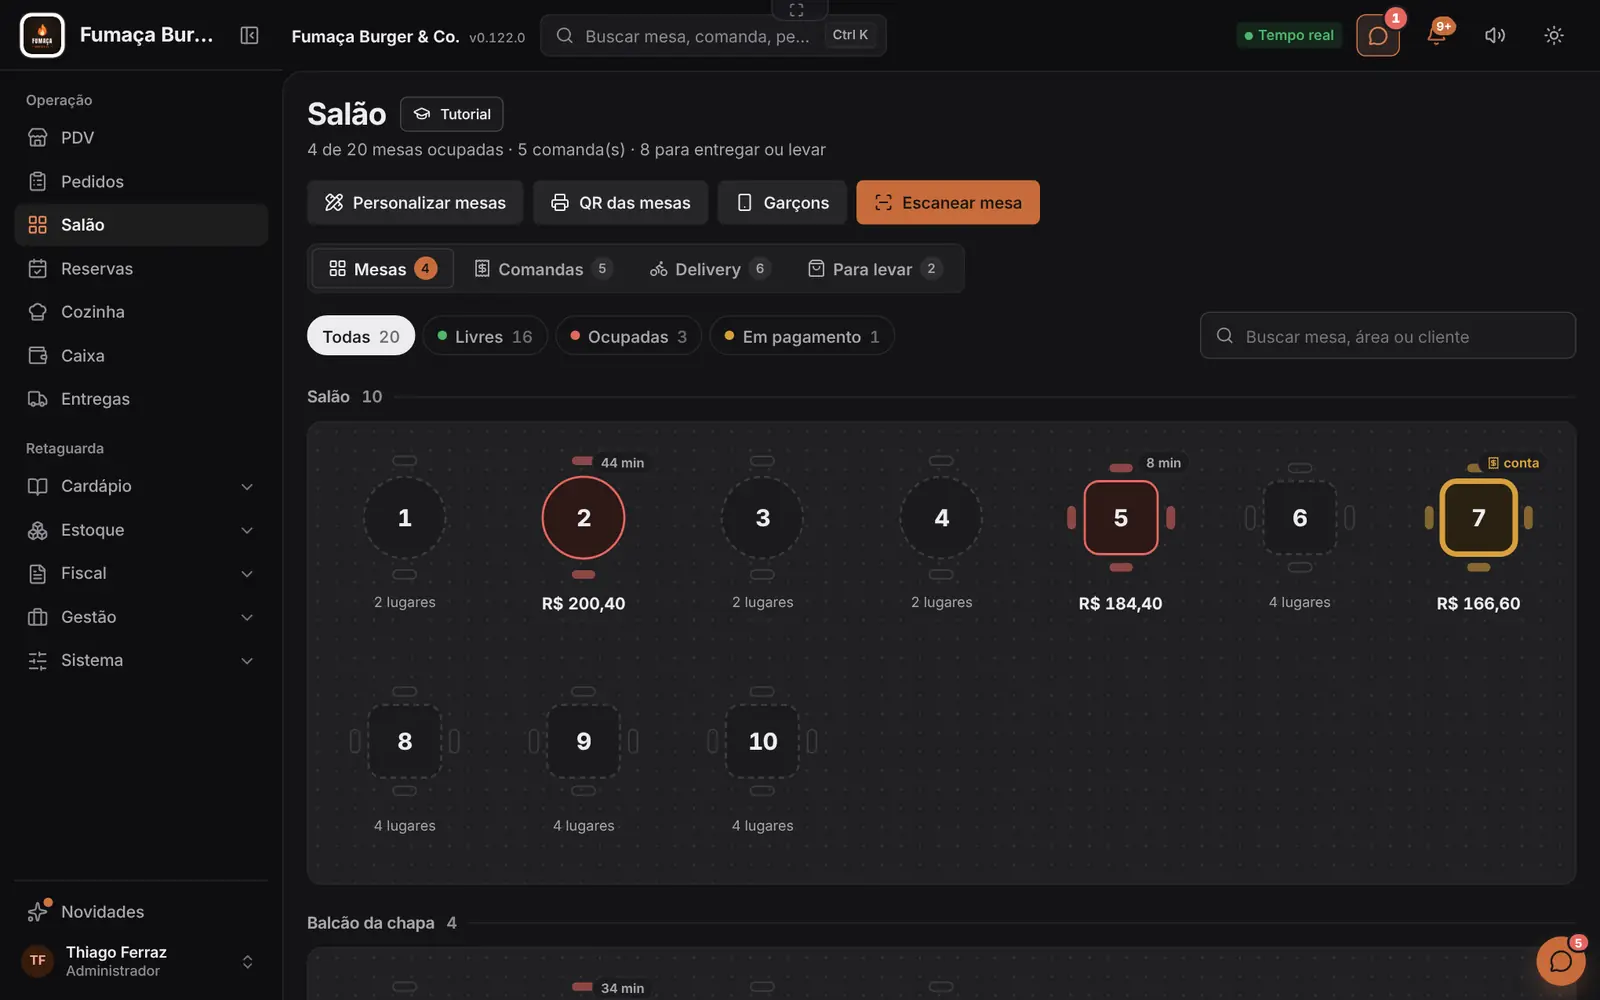 FUMAÇA
Fumaça Bur...
Fumaça Burger & Co. v0.122.0
Buscar mesa, comanda, pe... Ctrl K
Tempo real
1
9+
Operação
PDV
Pedidos
Salão
Reservas
Cozinha
Caixa
Entregas
Retaguarda
Cardápio
Estoque
Fiscal
Gestão
Sistema
Novidades
TF
Thiago Ferraz
Administrador
Salão
Tutorial
4 de 20 mesas ocupadas · 5 comanda(s) · 8 para entregar ou levar
Personalizar mesas
QR das mesas
Garçons
Escanear mesa
Mesas 4
Comandas 5
Delivery 6
Para levar 2
Todas 20
Livres 16
Ocupadas 3
Em pagamento 1
Buscar mesa, área ou cliente
Salão 10
1
2 lugares
44 min
2
R$ 200,40
3
2 lugares
4
2 lugares
8 min
5
R$ 184,40
6
4 lugares
conta
7
R$ 166,60
8
4 lugares
9
4 lugares
10
4 lugares
Balcão da chapa 4
34 min
5